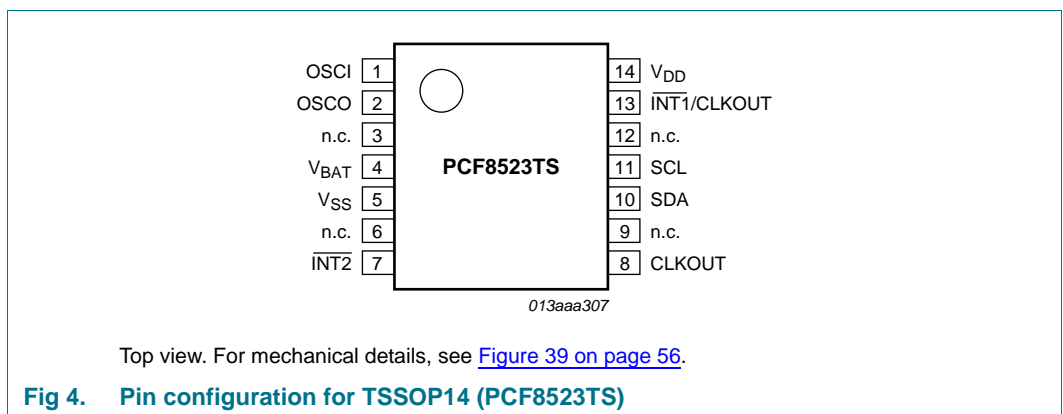 OSCI 1 14 VDD
OSCO 2 13 INT1/CLKOUT
n.c. 3 12 n.c.
VBAT 4 PCF8523TS 11 SCL
VSS 5 10 SDA
n.c. 6 9 n.c.
INT2 7 8 CLKOUT
013aaa307
Top view. For mechanical details, see Figure 39 on page 56.
Fig 4. Pin configuration for TSSOP14 (PCF8523TS)